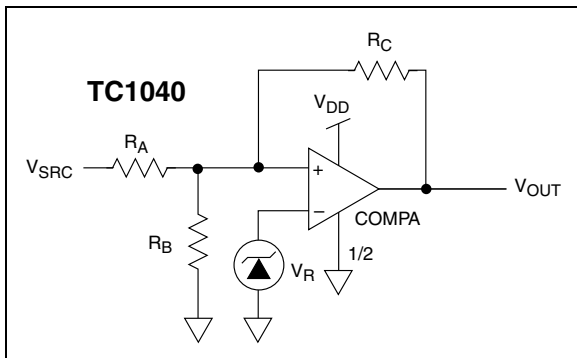 R_C
TC1040
V_DD
R_A
V_SRC
+
V_OUT
−
COMPA
R_B
V_R
1/2